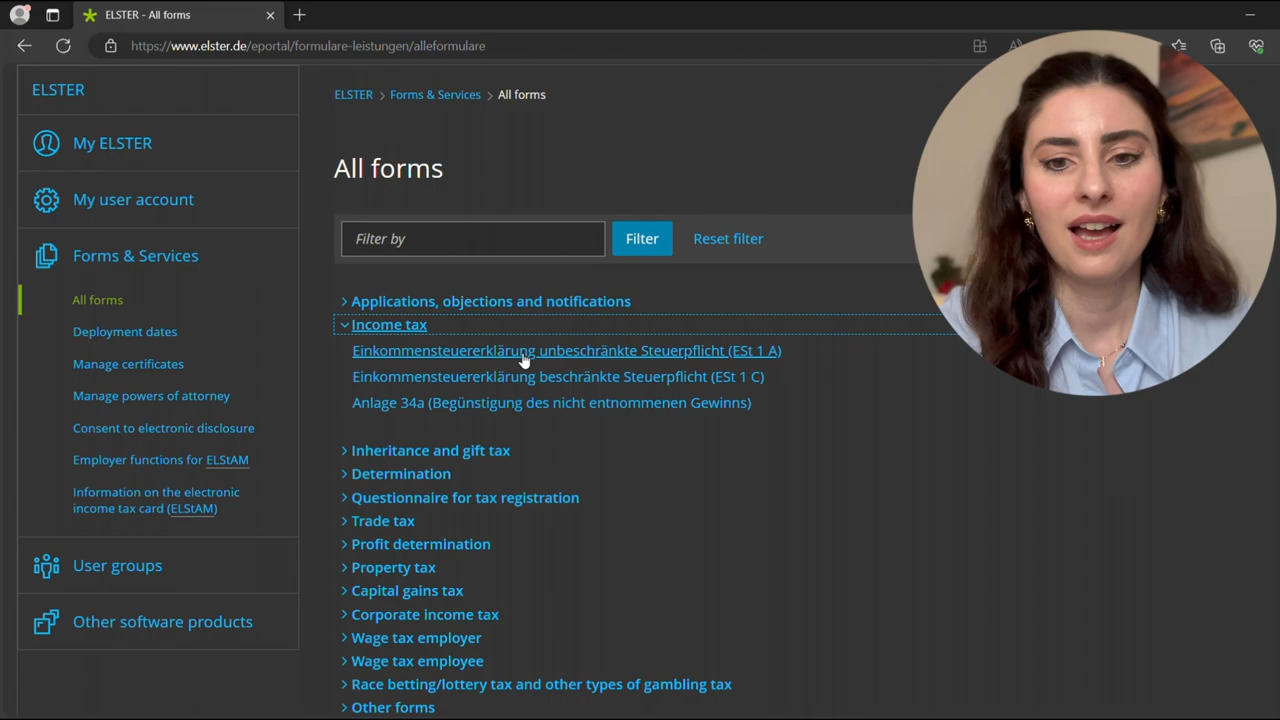 ELSTER - All forms
https://www.elster.de/eportal/formulare-leistungen/alleformulare
ELSTER
My ELSTER
My user account
Forms & Services
All forms
Deployment dates
Manage certificates
Manage powers of attorney
Consent to electronic disclosure
Employer functions for ELStAM
Information on the electronic
income tax card (ELStAM)
User groups
Other software products
ELSTER > Forms & Services > All forms
All forms
Filter by
Filter
Reset filter
Applications, objections and notifications
Income tax
Einkommensteuererklärung unbeschränkte Steuerpflicht (ESt 1 A)
Einkommensteuererklärung beschränkte Steuerpflicht (ESt 1 C)
Anlage 34a (Begünstigung des nicht entnommenen Gewinns)
Inheritance and gift tax
Determination
Questionnaire for tax registration
Trade tax
Profit determination
Property tax
Capital gains tax
Corporate income tax
Wage tax employer
Wage tax employee
Race betting/lottery tax and other types of gambling tax
Other forms